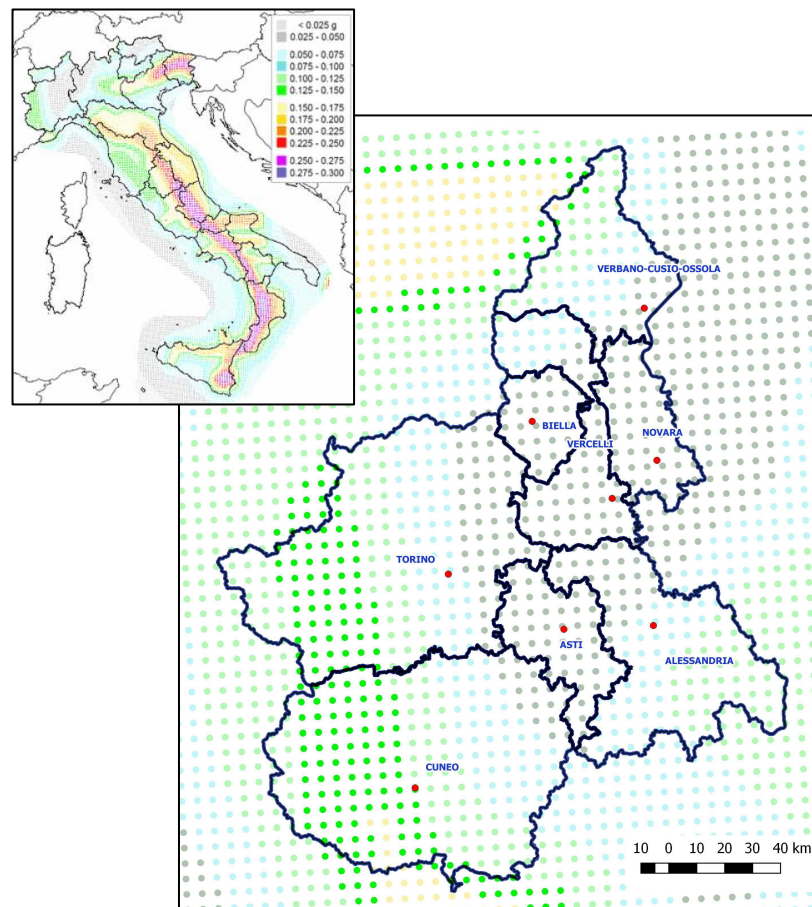 < 0.025 g
0.025 - 0.050
0.050 - 0.075
0.075 - 0.100
0.100 - 0.125
0.125 - 0.150
0.150 - 0.175
0.175 - 0.200
0.200 - 0.225
0.225 - 0.250
0.250 - 0.275
0.275 - 0.300
VERBANO-CUSIO-OSSOLA
BIELLA
NOVARA
VERCELLI
TORINO
ASTI
ALESSANDRIA
CUNEO
10 0 10 20 30 40 km